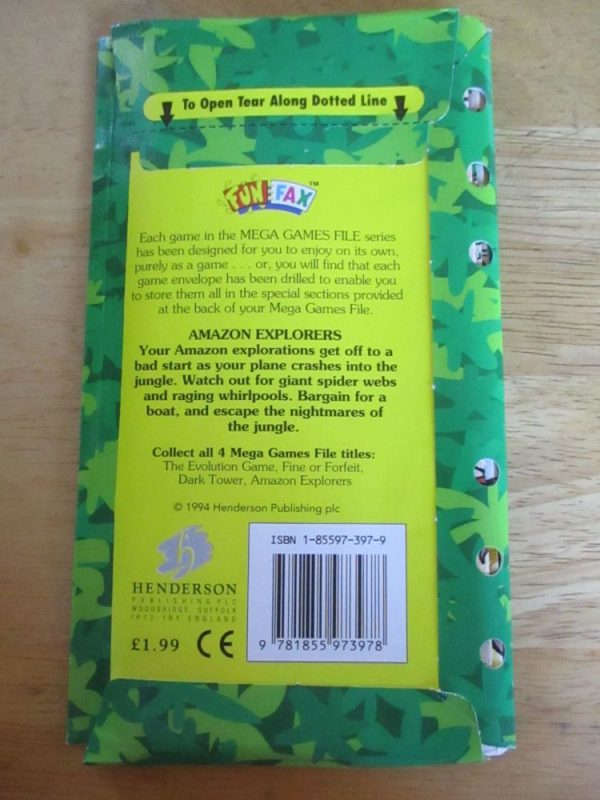 To Open Tear Along Dotted Line
FUN FAX™
Each game in the MEGA GAMES FILE series
has been designed for you to enjoy on its own,
purely as a game . . . or, you will find that each
game envelope has been drilled to enable you
to store them all in the special sections provided
at the back of your Mega Games File.
AMAZON EXPLORERS
Your Amazon explorations get off to a
bad start as your plane crashes into the
jungle. Watch out for giant spider webs
and raging whirlpools. Bargain for a
boat, and escape the nightmares of
the jungle.
Collect all 4 Mega Games File titles:
The Evolution Game, Fine or Forfeit,
Dark Tower, Amazon Explorers
© 1994 Henderson Publishing plc
ISBN 1-85597-397-9
h
HENDERSON
PUBLISHING PLC
WOODBRIDGE SUFFOLK
IP12 1BY ENGLAND
£1.99 CE
9 781855 973978